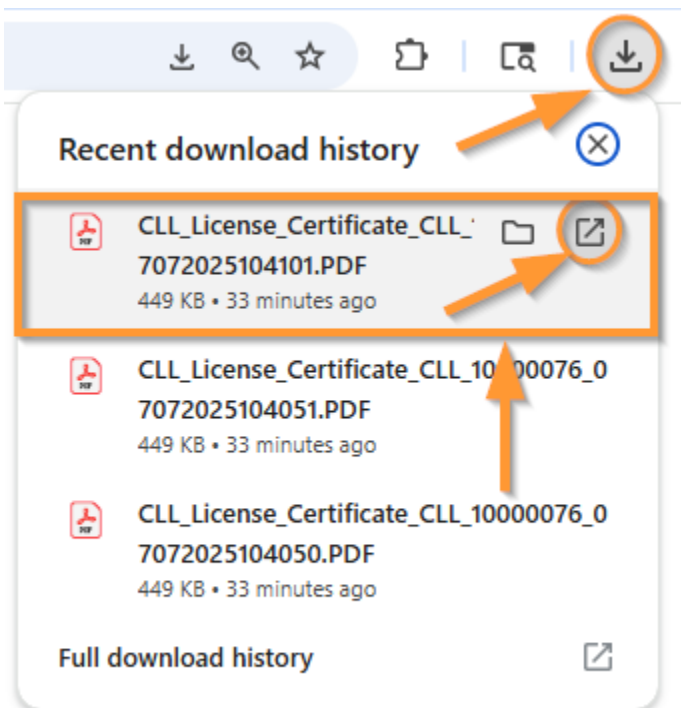 Recent download history
CLL_License_Certificate_CLL_
7072025104101.PDF
449 KB • 33 minutes ago
CLL_License_Certificate_CLL_10000076_0
7072025104051.PDF
449 KB • 33 minutes ago
CLL_License_Certificate_CLL_10000076_0
7072025104050.PDF
449 KB • 33 minutes ago
Full download history